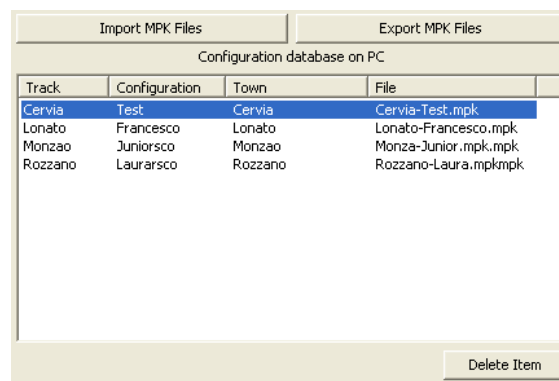 Import MPK Files Export MPK Files
Configuration database on PC
Track Configuration Town File
Cervia Test Cervia Cervia-Test.mpk
Lonato Francesco Lonato Lonato-Francesco.mpk
Monzao Juniorsco Monzao Monza-Junior.mpk.mpk
Rozzano Laurarsco Rozzano Rozzano-Laura.mpkmpk
Delete Item